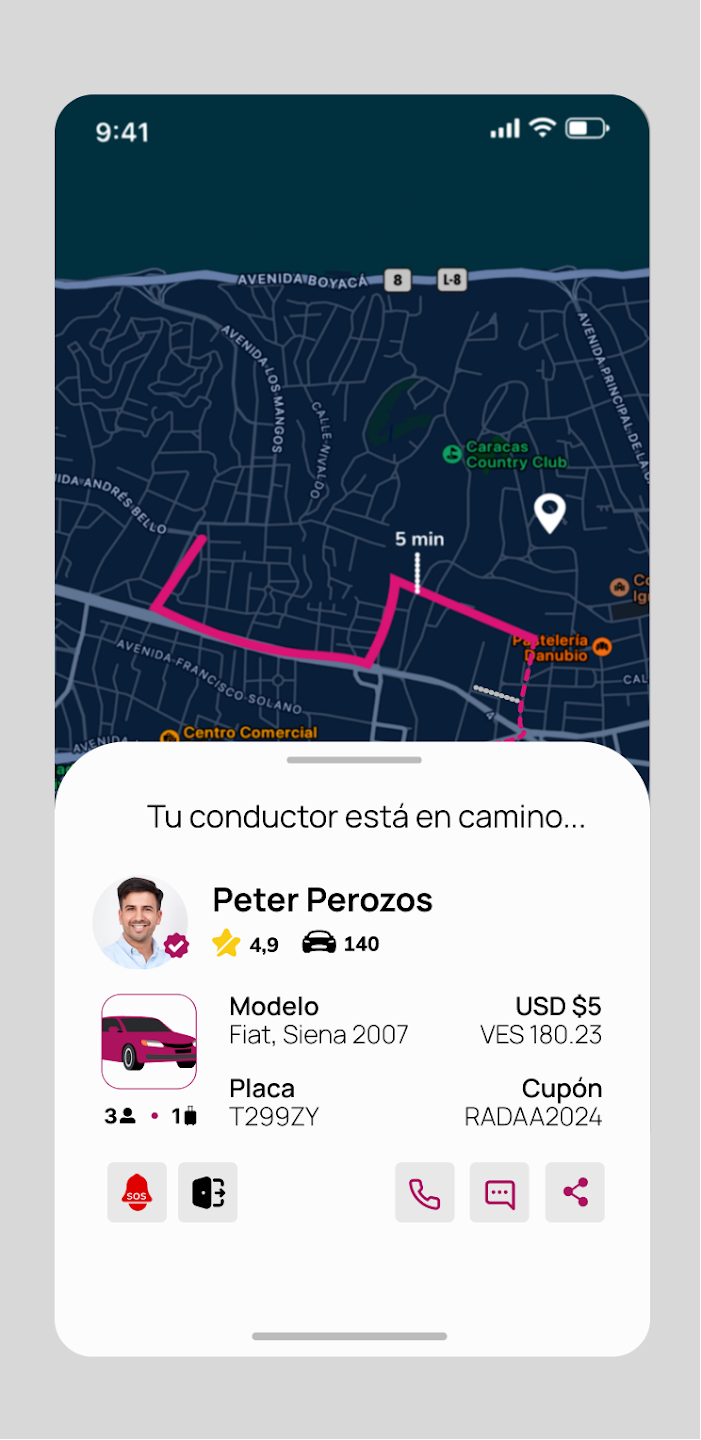 9:41
AVENIDA BOYACÁ
8
L-8
AVENIDA LOS MANGOS
AVENIDA PRINCIPAL DE LA
CALLE NIVALDO
Caracas
Country Club
IDA ANDRÉS BELLO
5 min
Co
Igl
Pastelería
Danubio
AVENIDA FRANCISCO SOLANO
CAL
Centro Comercial
AVENIDA
Tu conductor está en camino...
Peter Perozos
4,9 140
Modelo USD $5
Fiat, Siena 2007 VES 180.23
Placa Cupón
3 • 1 T299ZY RADAA2024
SOS